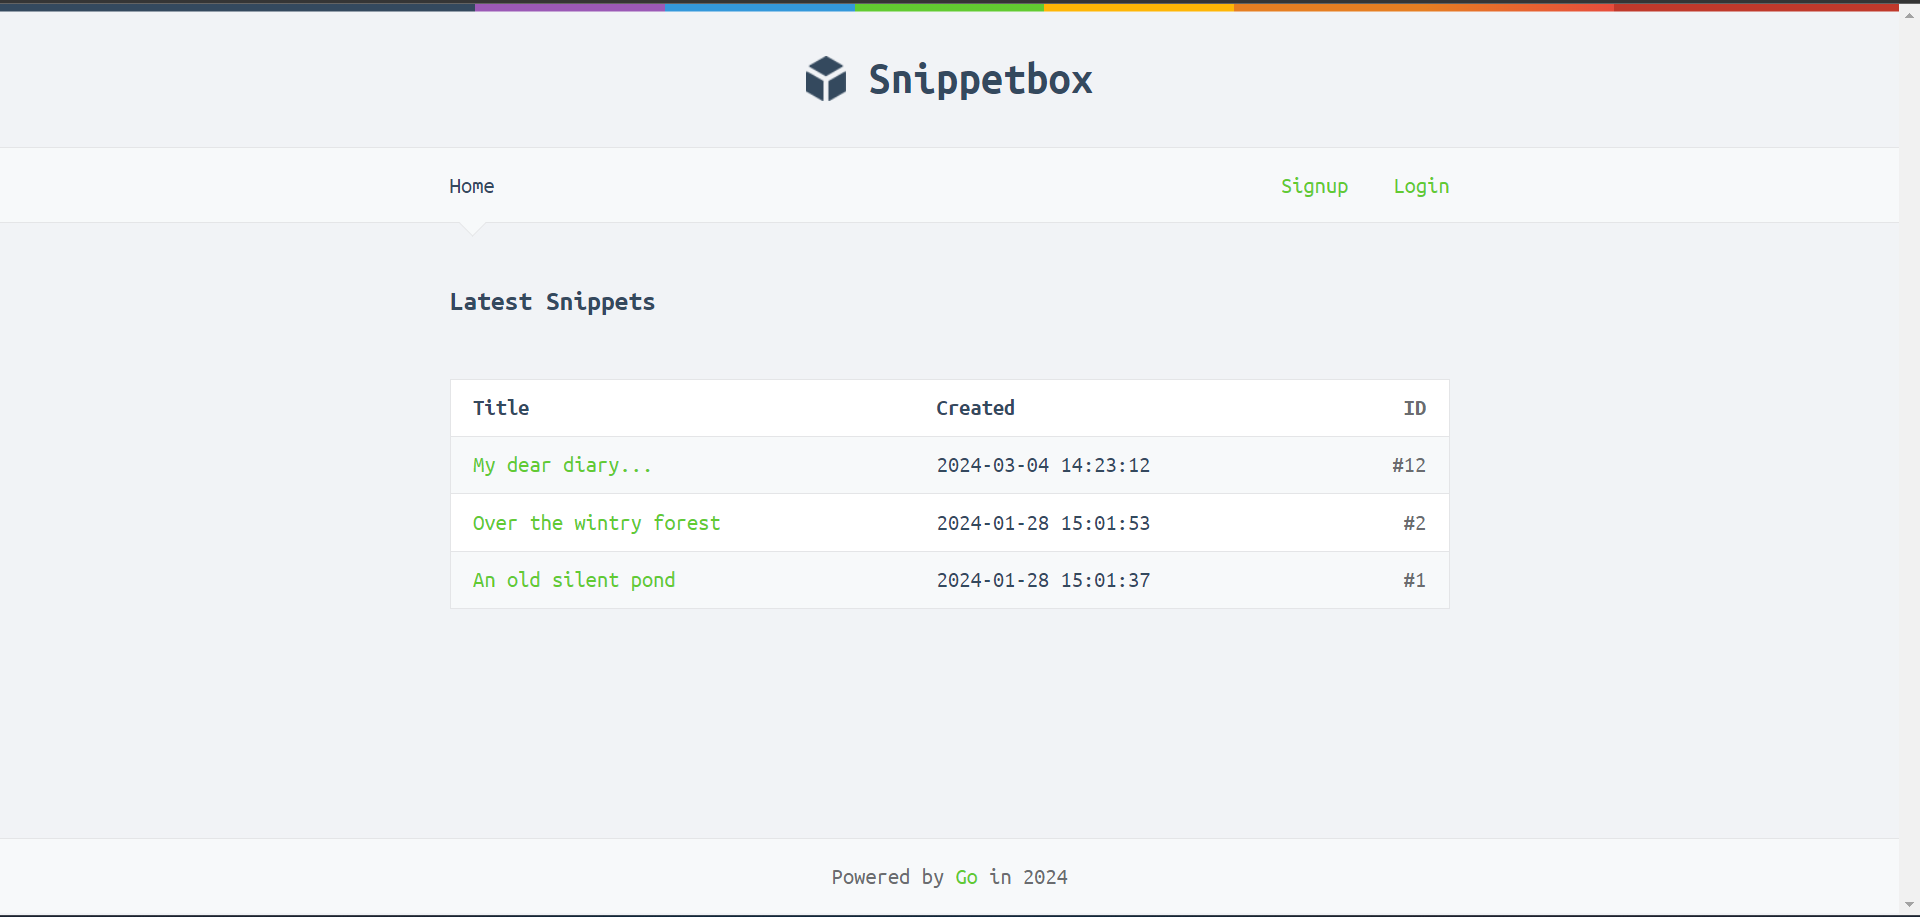 Snippetbox
Home Signup Login
Latest Snippets
Title Created ID
My dear diary... 2024-03-04 14:23:12 #12
Over the wintry forest 2024-01-28 15:01:53 #2
An old silent pond 2024-01-28 15:01:37 #1
Powered by Go in 2024